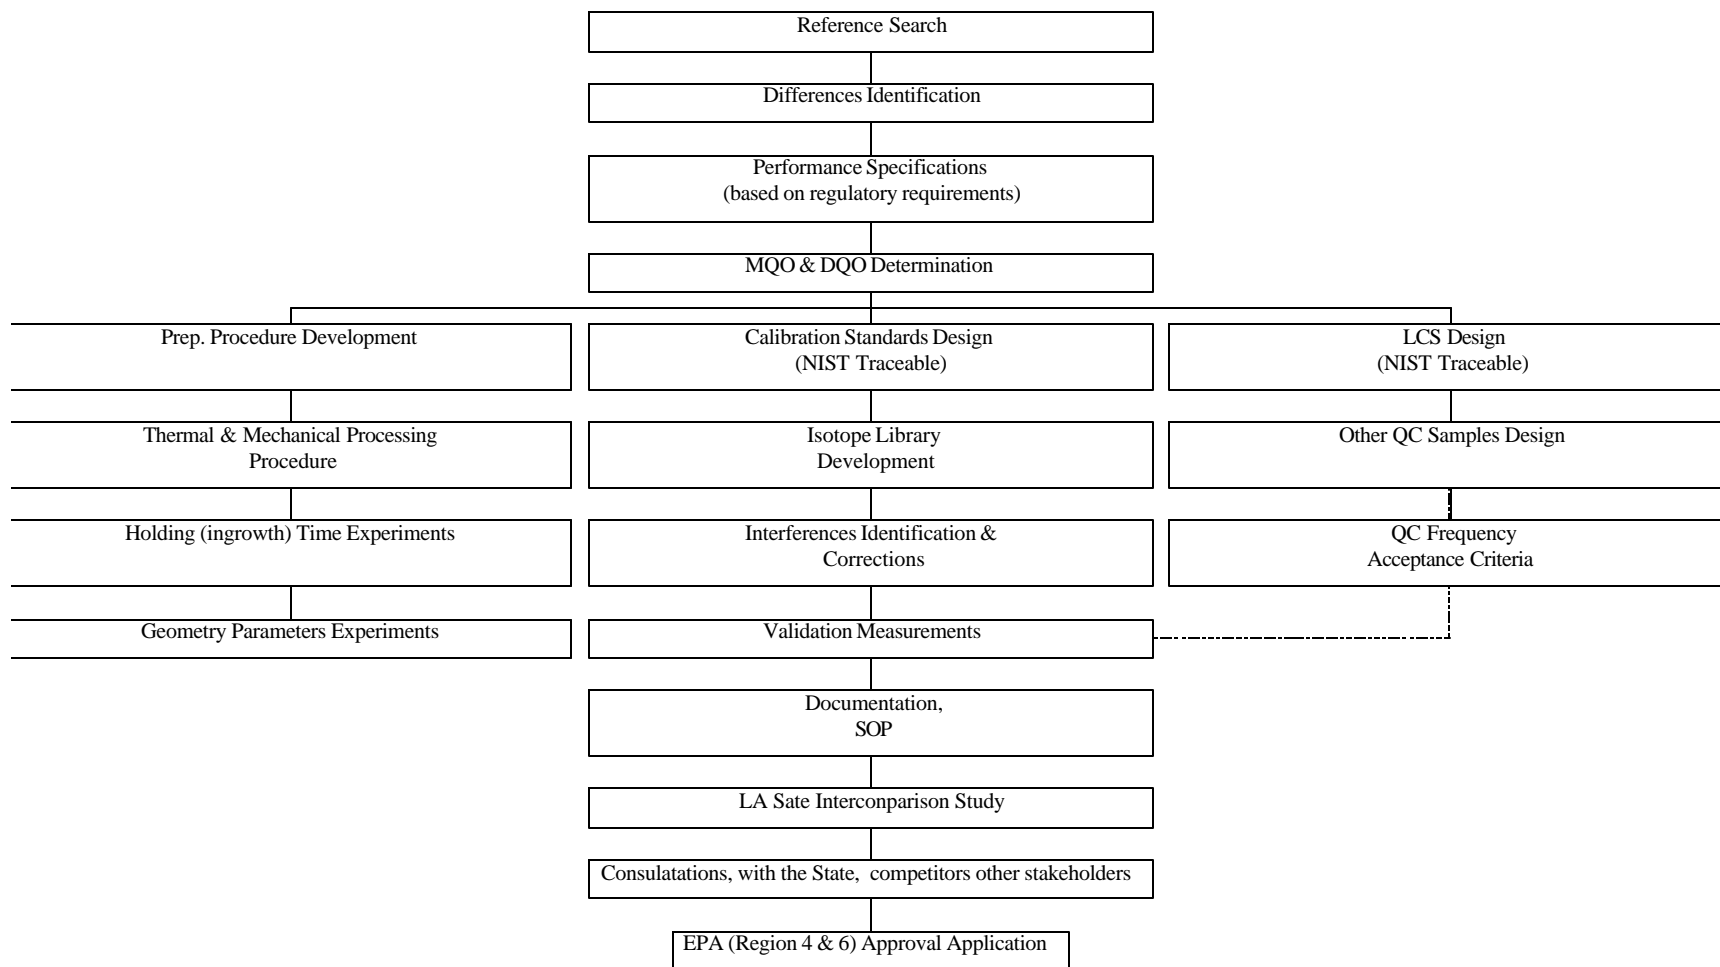 Reference Search
Differences Identification
Performance Specifications
(based on regulatory requirements)
MQO & DQO Determination
Prep. Procedure Development
Calibration Standards Design
(NIST Traceable)
LCS Design
(NIST Traceable)
Thermal & Mechanical Processing
Procedure
Isotope Library
Development
Other QC Samples Design
Holding (ingrowth) Time Experiments
Interferences Identification &
Corrections
QC Frequency
Acceptance Criteria
Geometry Parameters Experiments
Validation Measurements
Documentation,
SOP
LA Sate Interconparison Study
Consulatations, with the State,  competitors other stakeholders
EPA (Region 4 & 6) Approval Application